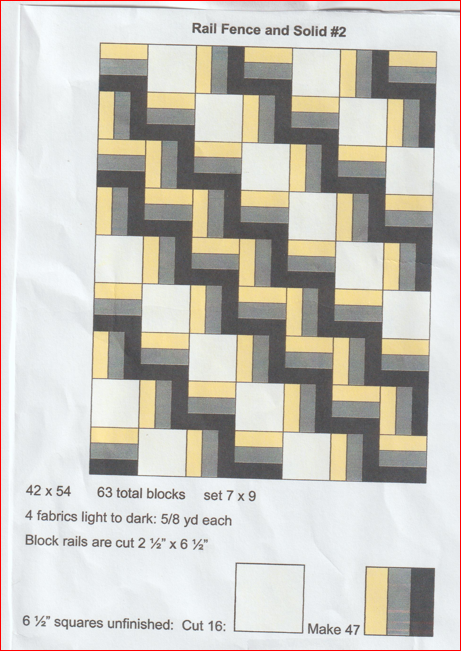 Rail Fence and Solid #2
42 x 54 63 total blocks set 7 x 9
4 fabrics light to dark: 5/8 yd each
Block rails are cut 2 ½" x 6 ½"
6 ½" squares unfinished: Cut 16: Make 47